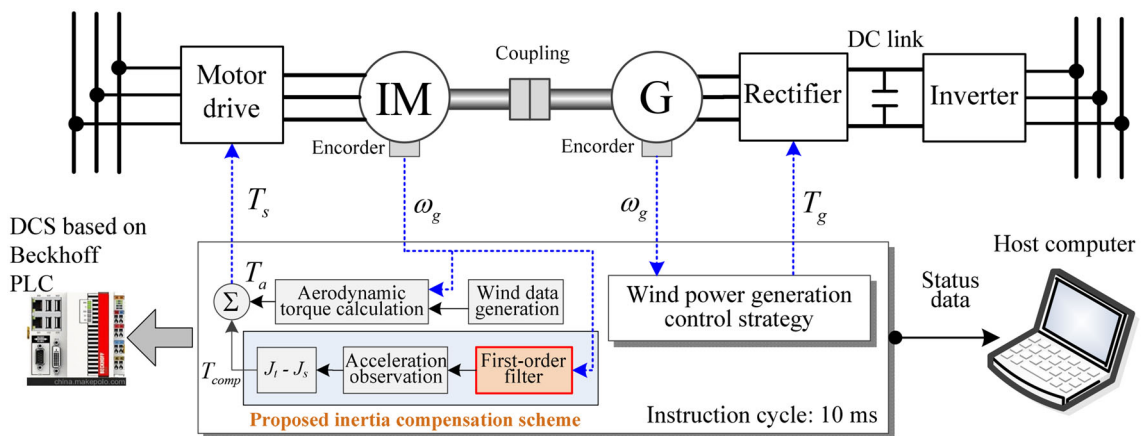 Motor
drive
IM
Coupling
G
Rectifier
DC link
Inverter
Encorder
Encorder
T_s
ω_g
ω_g
T_g
DCS based on
Beckhoff
PLC
BECKHOFF
china.makepolo.com
T_a
Σ
Aerodynamic
torque calculation
Wind data
generation
Wind power generation
control strategy
Status
data
Host computer
T_comp
J_t - J_s
Acceleration
observation
First-order
filter
Proposed inertia compensation scheme
Instruction cycle: 10 ms